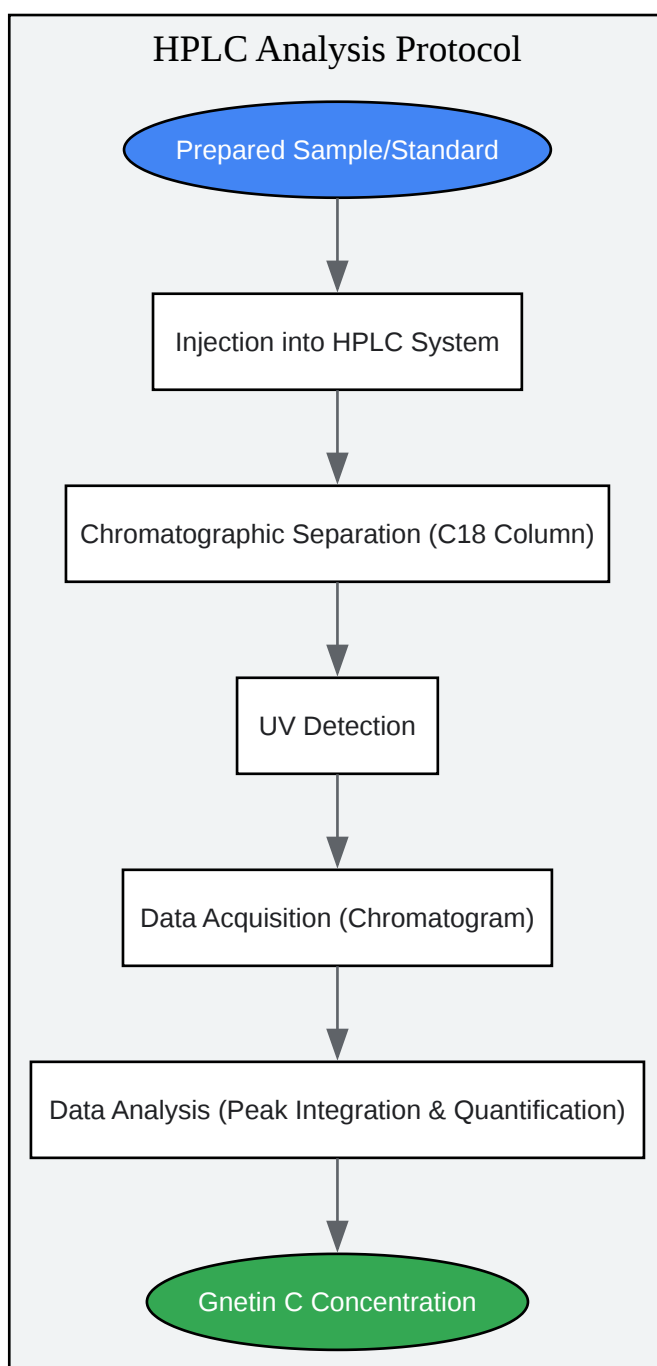 HPLC Analysis Protocol
Prepared Sample/Standard
Injection into HPLC System
Chromatographic Separation (C18 Column)
UV Detection
Data Acquisition (Chromatogram)
Data Analysis (Peak Integration & Quantification)
Gnetin C Concentration